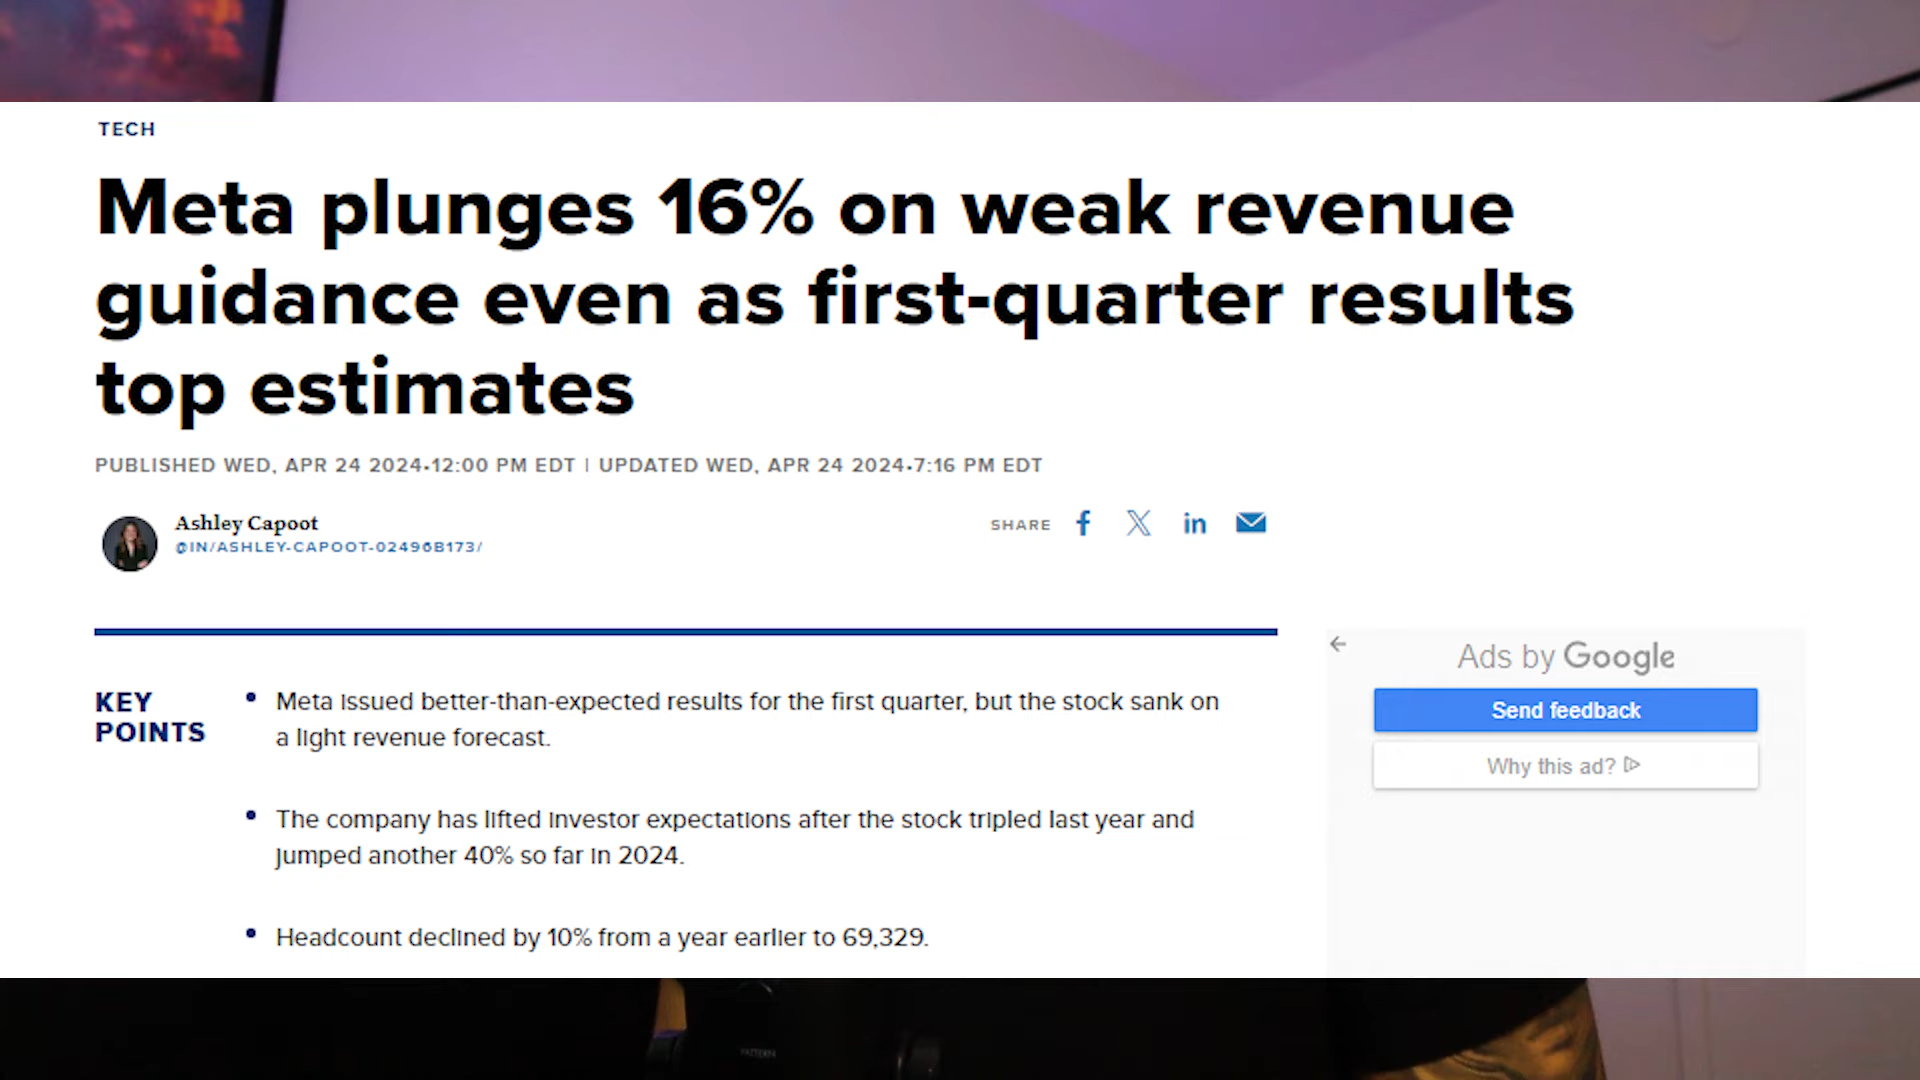 TECH
Meta plunges 16% on weak revenue
guidance even as first-quarter results
top estimates
PUBLISHED WED, APR 24 2024•12:00 PM EDT | UPDATED WED, APR 24 2024•7:16 PM EDT
Ashley Capoot
@IN/ASHLEY-CAPOOT-02496B173/
SHARE
KEY
POINTS
• Meta issued better-than-expected results for the first quarter, but the stock sank on
a light revenue forecast.
• The company has lifted investor expectations after the stock tripled last year and
jumped another 40% so far in 2024.
• Headcount declined by 10% from a year earlier to 69,329.
Ads by Google
Send feedback
Why this ad?
PATTERN